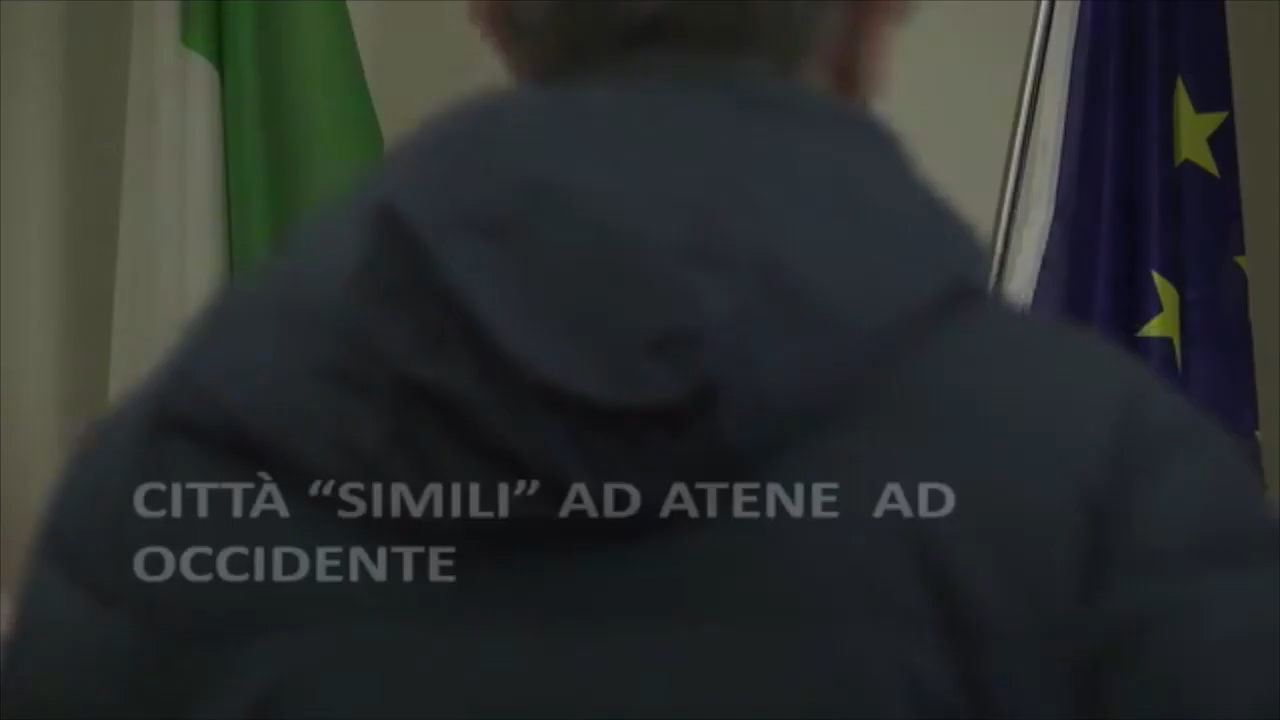 CITTÀ “SIMILI” AD ATENE  AD
OCCIDENTE